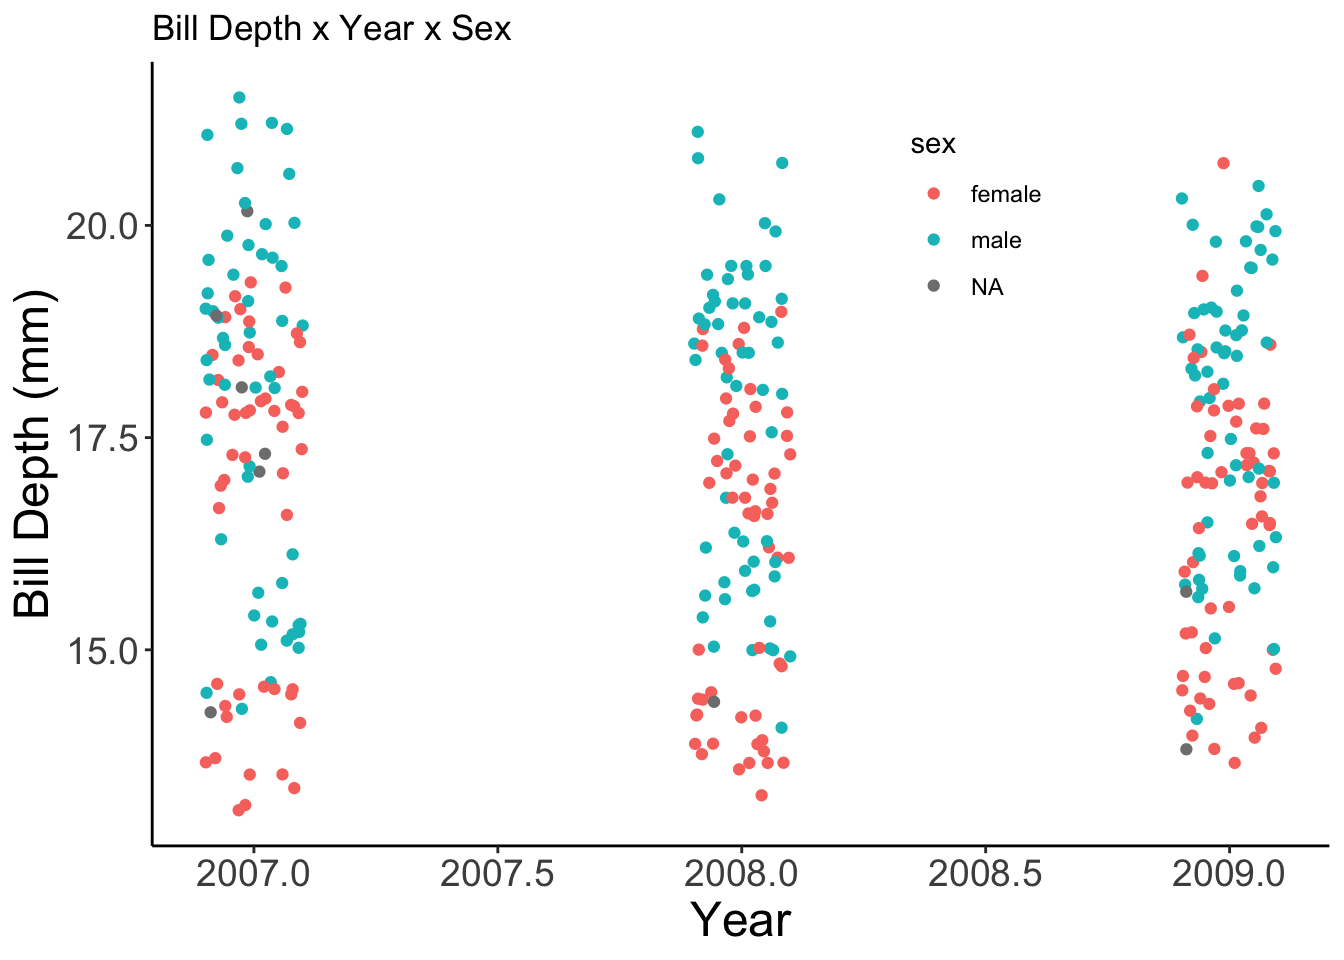 Bill Depth x Year x Sex
Bill Depth (mm)
20.0
17.5
15.0
sex
female
male
NA
2007.0 2007.5 2008.0 2008.5 2009.0
Year